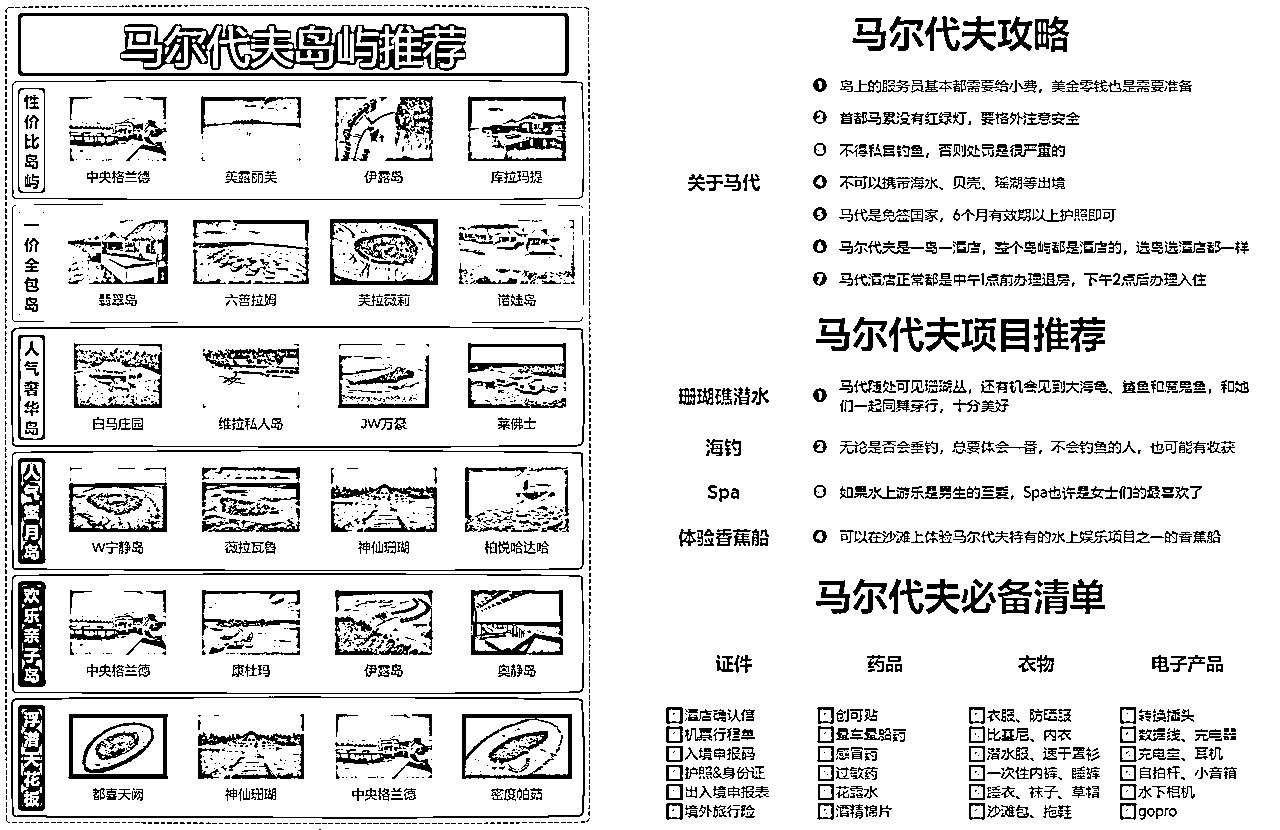 马尔代夫岛屿推荐
性价比岛屿
中央格兰德
芙露丽芙
伊露岛
库拉玛提
一价全包岛
翡翠岛
六善拉姆
芙拉薇莉
诺娃岛
人气奢华岛
白马庄园
维拉私人岛
JW万豪
莱佛士
人气蜜月岛
W宁静岛
薇拉瓦鲁
神仙珊瑚
柏悦哈达哈
欢乐亲子岛
中央格兰德
康杜玛
伊露岛
奥静岛
浮潜天花板
都喜天阙
神仙珊瑚
中央格兰德
密度帕茹
马尔代夫攻略
关于马代
1 岛上的服务员基本都需要给小费，美金零钱也是需要准备
2 首都马累没有红绿灯，要格外注意安全
3 不得私自钓鱼，否则处罚是很严重的
4 不可以携带海水、贝壳、珊瑚等出境
5 马代是免签国家，6个月有效期以上护照即可
6 马尔代夫是一岛一酒店，整个岛屿都是酒店的，选岛选酒店都一样
7 马代酒店正常都是中午1点前办理退房，下午2点后办理入住
马尔代夫项目推荐
珊瑚礁潜水
1 马代随处可见珊瑚丛，还有机会见到大海龟、鲨鱼和魔鬼鱼，和她
们一起同舞穿行，十分美好
海钓
2 无论是否会垂钓，总要体会一番，不会钓鱼的人，也可能有收获
Spa
3 如果水上游乐是男生的至爱，Spa也许是女士们的最喜欢了
体验香蕉船
4 可以在沙滩上体验马尔代夫特有的水上娱乐项目之一的香蕉船
马尔代夫必备清单
证件
酒店确认信
机票行程单
入境申报码
护照&身份证
出入境申报表
境外旅行险
药品
创可贴
晕车晕船药
感冒药
过敏药
花露水
酒精棉片
衣物
衣服、防晒服
比基尼、内衣
潜水服、速干罩衫
一次性内裤、睡裤
睡衣、袜子、草帽
沙滩包、拖鞋
电子产品
转换插头
数据线、充电器
充电宝、耳机
自拍杆、小音箱
水下相机
gopro